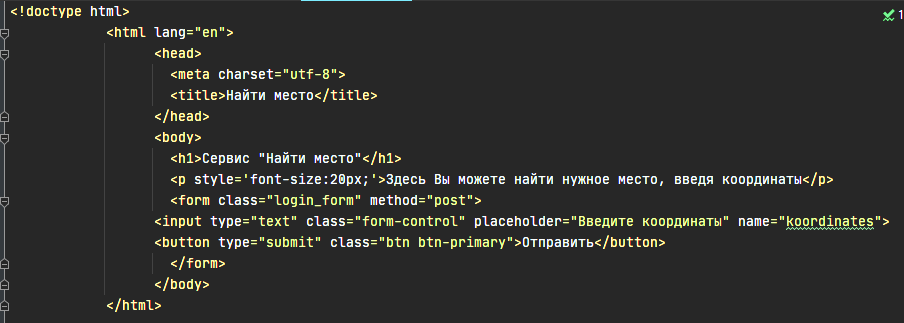 <!doctype html>
<html lang="en">
<head>
<meta charset="utf-8">
<title>Найти место</title>
</head>
<body>
<h1>Сервис "Найти место"</h1>
<p style='font-size:20px;'>Здесь Вы можете найти нужное место, введя координаты</p>
<form class="login_form" method="post">
<input type="text" class="form-control" placeholder="Введите координаты" name="koordinates">
<button type="submit" class="btn btn-primary">Отправить</button>
</form>
</body>
</html>
1